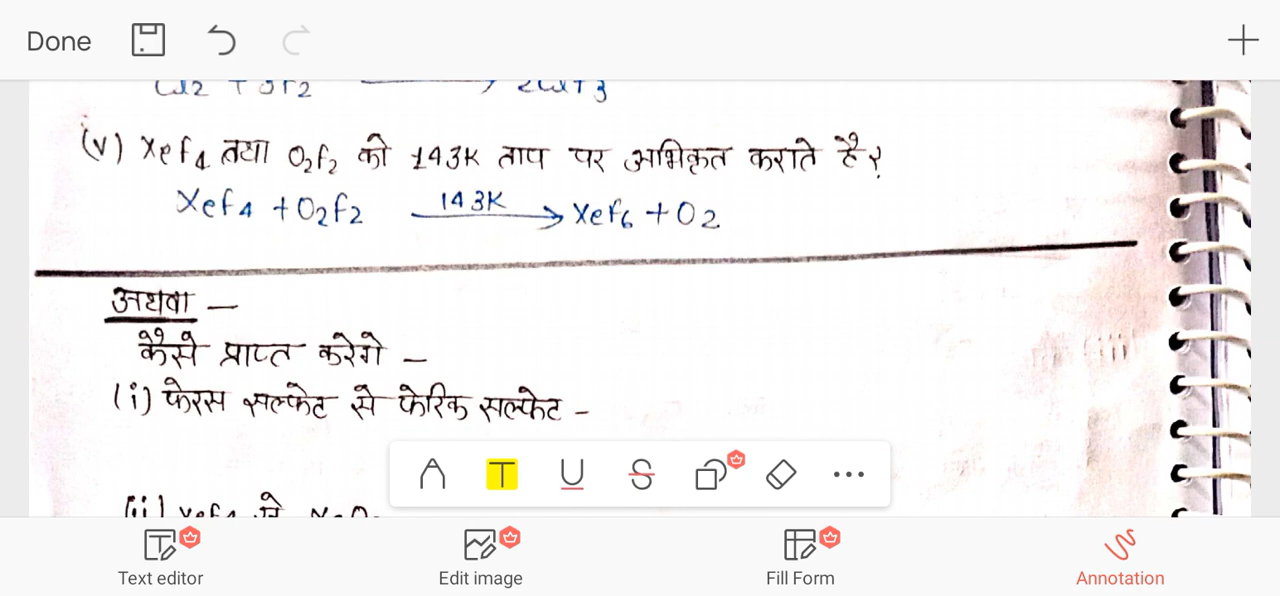 Done
(v) Xef4 तथा O2f2 को 143K ताप पर अभिकृत कराते है?
Xef4 + O2f2 143K → Xef6 + O2
अथवा —
कैसे प्राप्त करेगे —
(i) फेरस सल्फेट से फेरिक सल्फेट -
Text editor
Edit image
Fill Form
Annotation